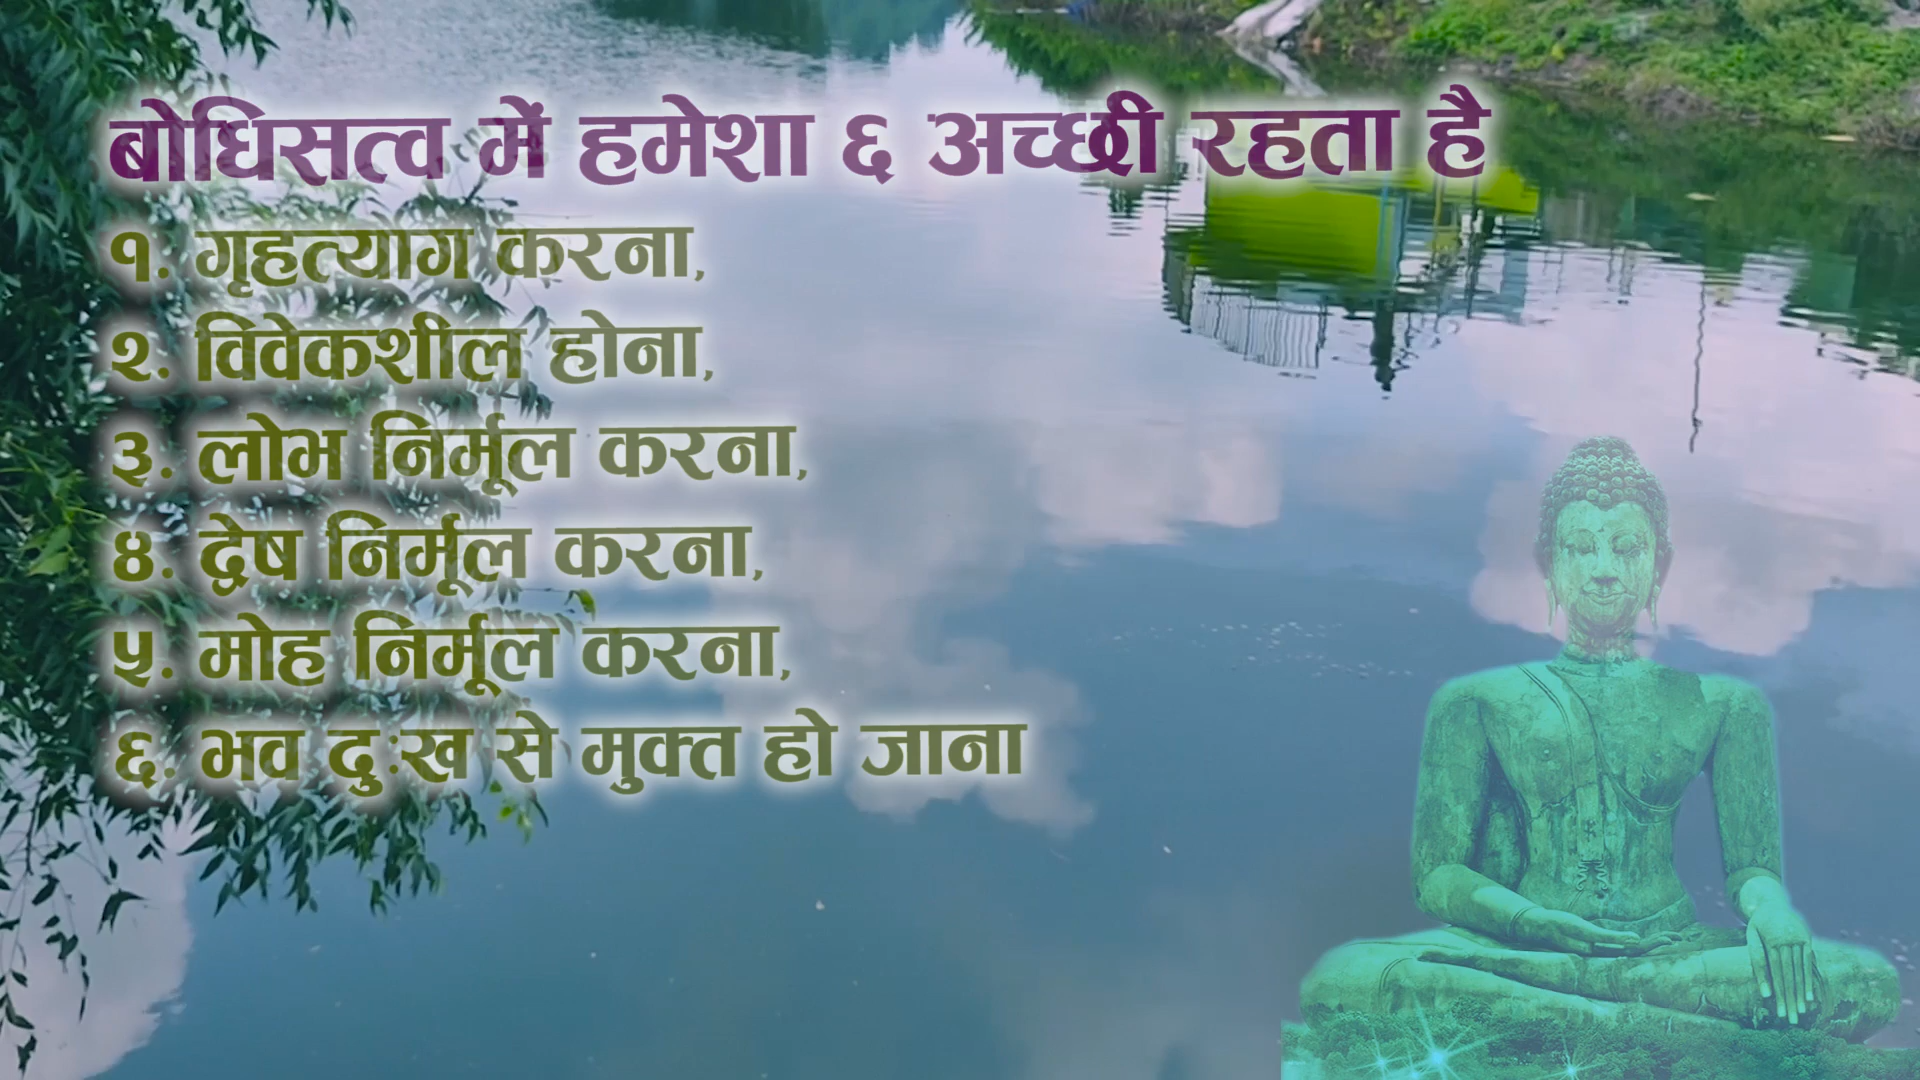 बोधिसत्व में हमेशा ६ अच्छी रहता है
१. गृहत्याग करना,
२. विवेकशील होना,
३. लोभ निर्मूल करना,
४. द्वेष निर्मूल करना,
५. मोह निर्मूल करना,
६. भव दुःख से मुक्त हो जाना